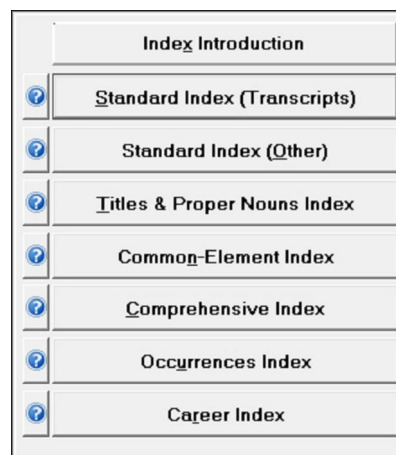 Index Introduction
? Standard Index (Transcripts)
? Standard Index (Other)
? Titles & Proper Nouns Index
? Common-Element Index
? Comprehensive Index
? Occurrences Index
? Career Index